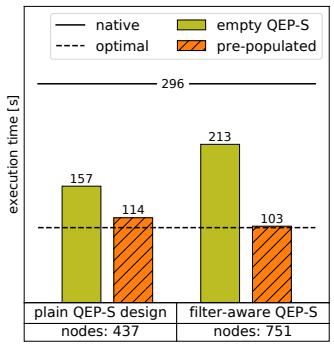 native
optimal
empty QEP-S
pre-populated
execution time [s]
296
157
114
213
103
plain QEP-S design
filter-aware QEP-S
nodes: 437
nodes: 751